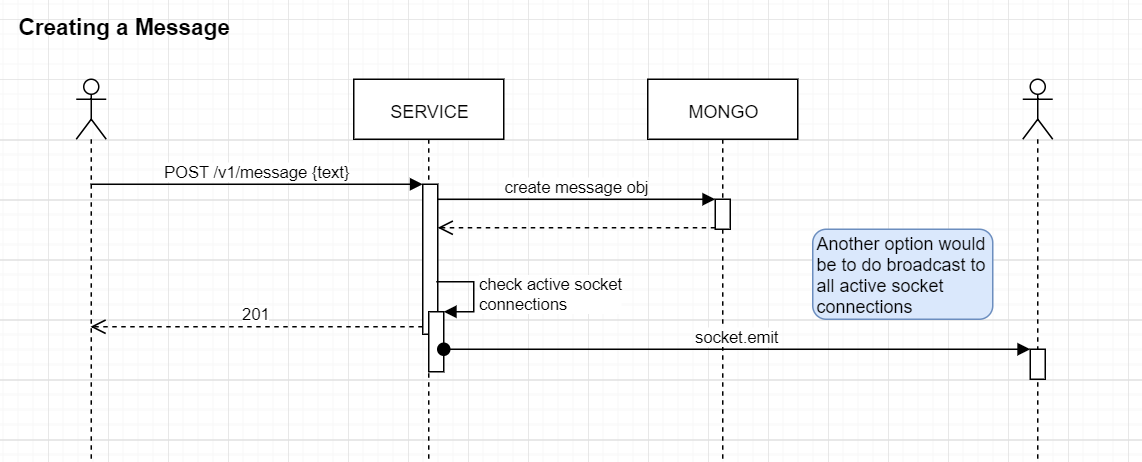 Creating a Message
SERVICE
MONGO
POST /v1/message {text}
create message obj
Another option would
be to do broadcast to
all active socket
connections
check active socket
connections
201
socket.emit